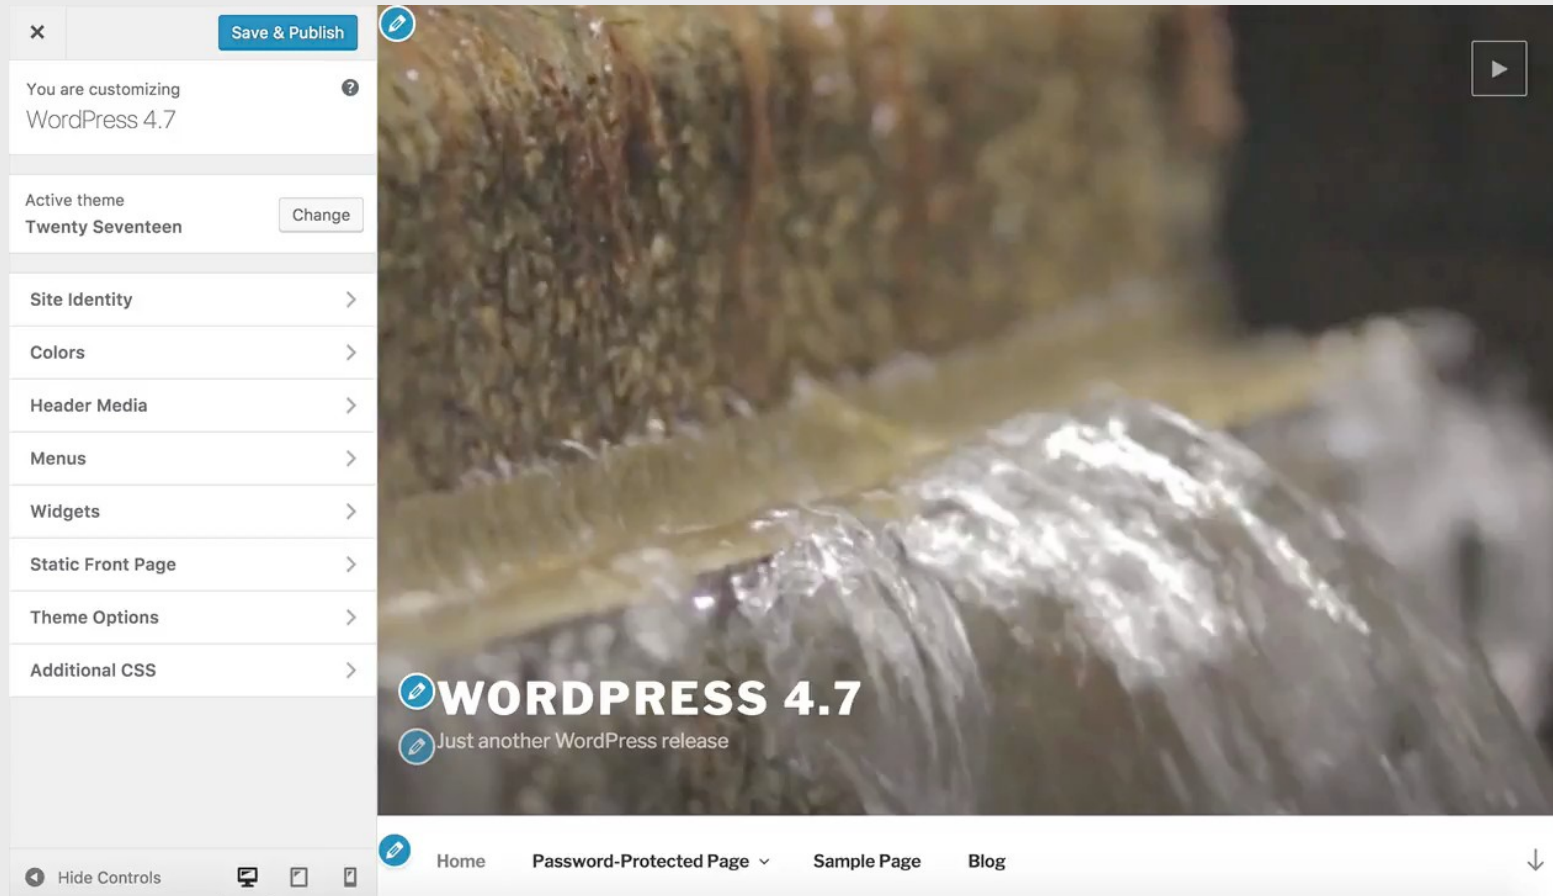 Save & Publish
You are customizing
WordPress 4.7
Active theme
Twenty Seventeen
Change
Site Identity
Colors
Header Media
Menus
Widgets
Static Front Page
Theme Options
Additional CSS
Hide Controls
WORDPRESS 4.7
Just another WordPress release
Home Password-Protected Page Sample Page Blog